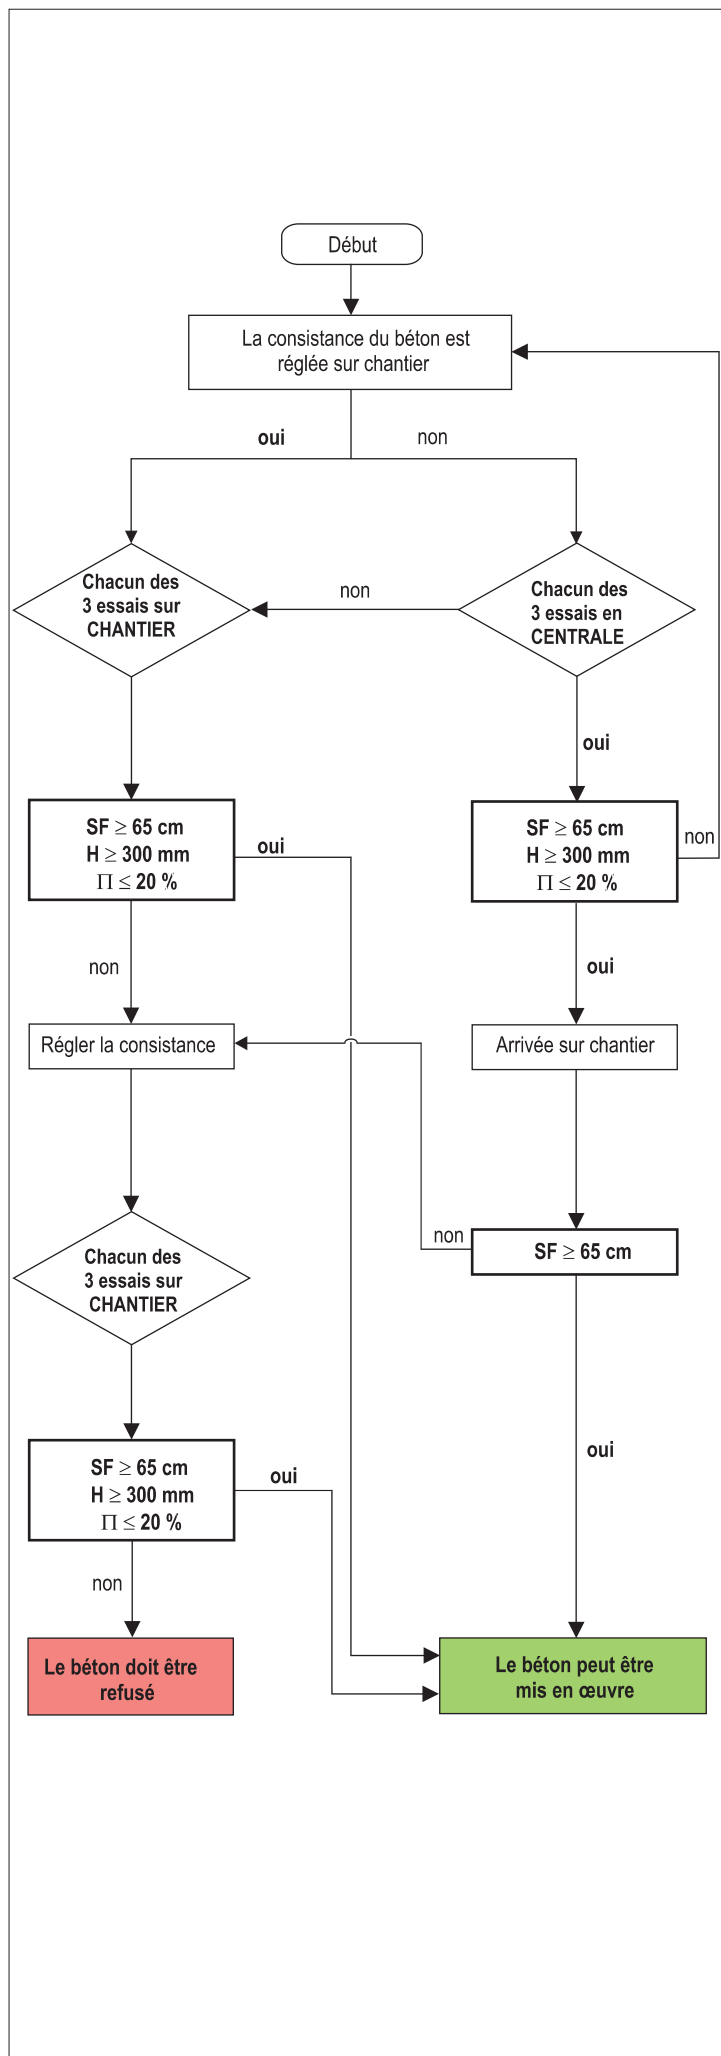 Début
La consistance du béton est
réglée sur chantier
oui
non
Chacun des
3 essais sur
CHANTIER
non
Chacun des
3 essais en
CENTRALE
oui
SF ≥ 65 cm
H ≥ 300 mm
Π ≤ 20 %
oui
SF ≥ 65 cm
H ≥ 300 mm
Π ≤ 20 %
non
non
oui
Régler la consistance
Arrivée sur chantier
Chacun des
3 essais sur
CHANTIER
non
SF ≥ 65 cm
SF ≥ 65 cm
H ≥ 300 mm
Π ≤ 20 %
oui
oui
non
Le béton doit être
refusé
Le béton peut être
mis en œuvre